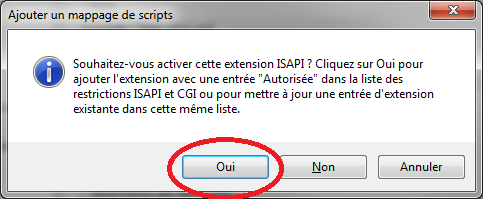 Ajouter un mappage de scripts
Souhaitez-vous activer cette extension ISAPI ? Cliquez sur Oui pour
ajouter l'extension avec une entrée "Autorisée" dans la liste des
restrictions ISAPI et CGI ou pour mettre à jour une entrée d'extension
existante dans cette même liste.
Oui
Non
Annuler